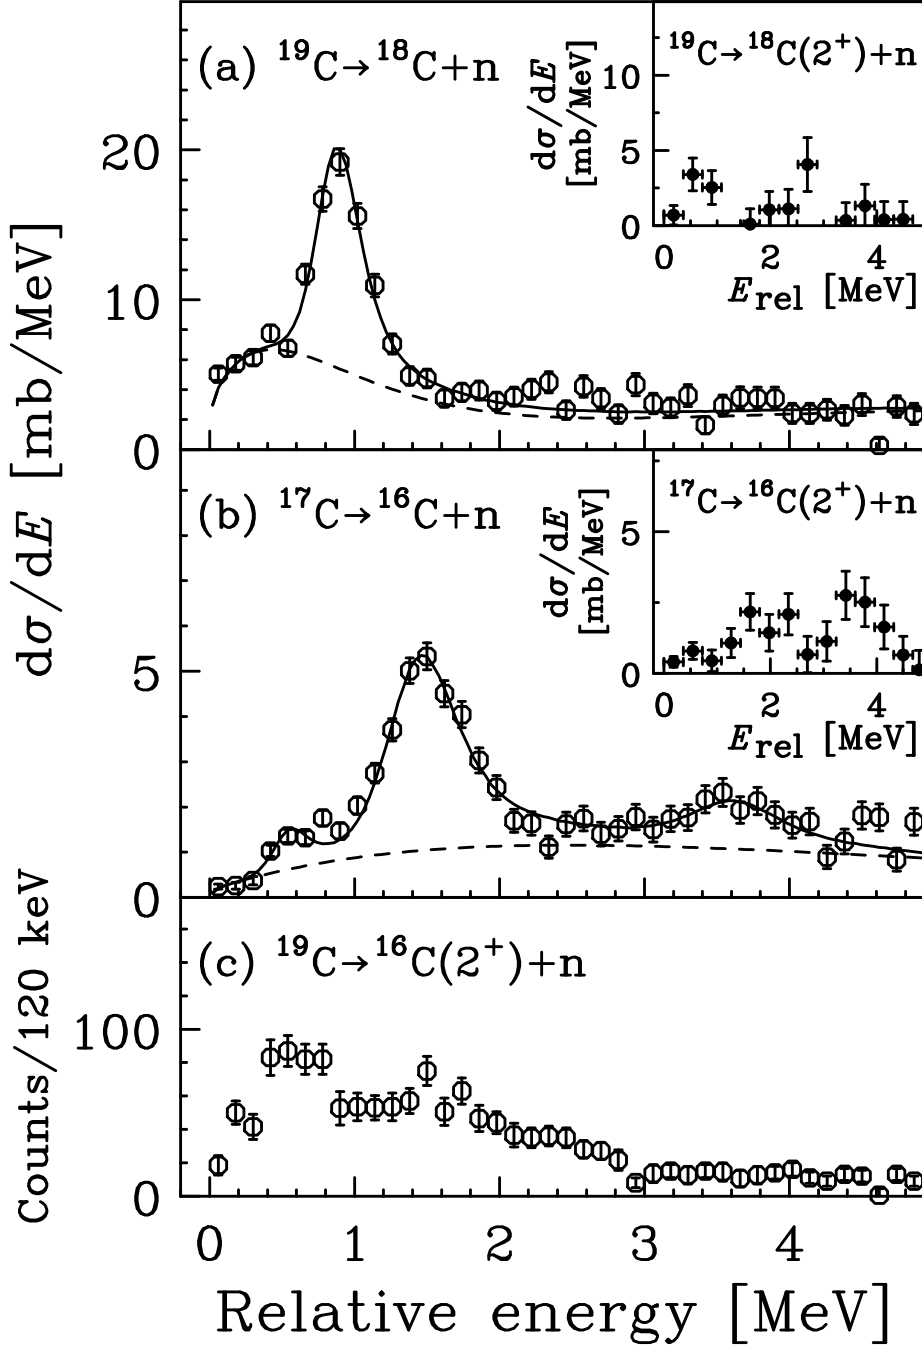 (a) ¹⁹C→¹⁸C+n
¹⁹C→¹⁸C(2⁺)+n
dσ/dE
[mb/MeV]
10
5
0
0 2 4
E_rel [MeV]
20
10
0
dσ/dE [mb/MeV]
(b) ¹⁷C→¹⁶C+n
¹⁷C→¹⁶C(2⁺)+n
dσ/dE
[mb/MeV]
5
0
0 2 4
E_rel [MeV]
5
0
(c) ¹⁹C→¹⁶C(2⁺)+n
Counts/120 keV
100
0
0 1 2 3 4
Relative energy [MeV]